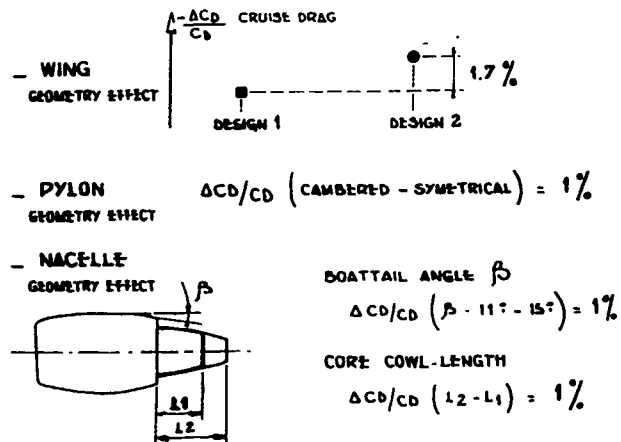 -ΔCD/CD CRUISE DRAG
– WING
GEOMETRY EFFECT
1.7 %
DESIGN 1
DESIGN 2
– PYLON
GEOMETRY EFFECT
ΔCD/CD (CAMBERED - SYMETRICAL) = 1%
– NACELLE
GEOMETRY EFFECT
β
BOATTAIL ANGLE β
ΔCD/CD (β - 11° - 15°) = 1%
CORE COWL-LENGTH
ΔCD/CD (L2 - L1) = 1%
L1
L2